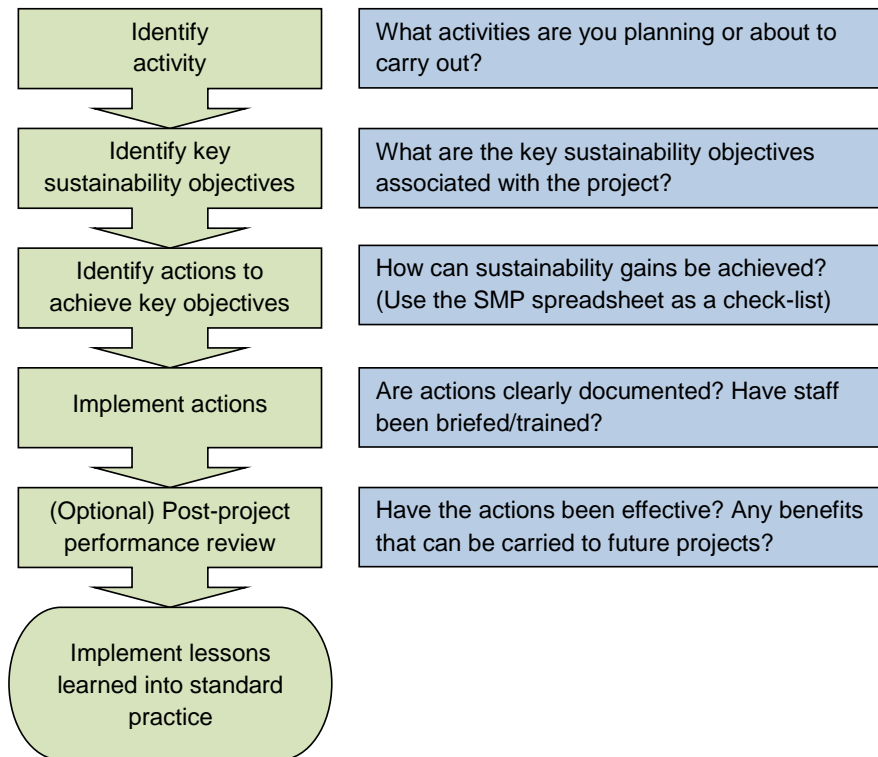 Identify
activity
What activities are you planning or about to
carry out?
Identify key
sustainability objectives
What are the key sustainability objectives
associated with the project?
Identify actions to
achieve key objectives
How can sustainability gains be achieved?
(Use the SMP spreadsheet as a check-list)
Implement actions
Are actions clearly documented? Have staff
been briefed/trained?
(Optional) Post-project
performance review
Have the actions been effective? Any benefits
that can be carried to future projects?
Implement lessons
learned into standard
practice